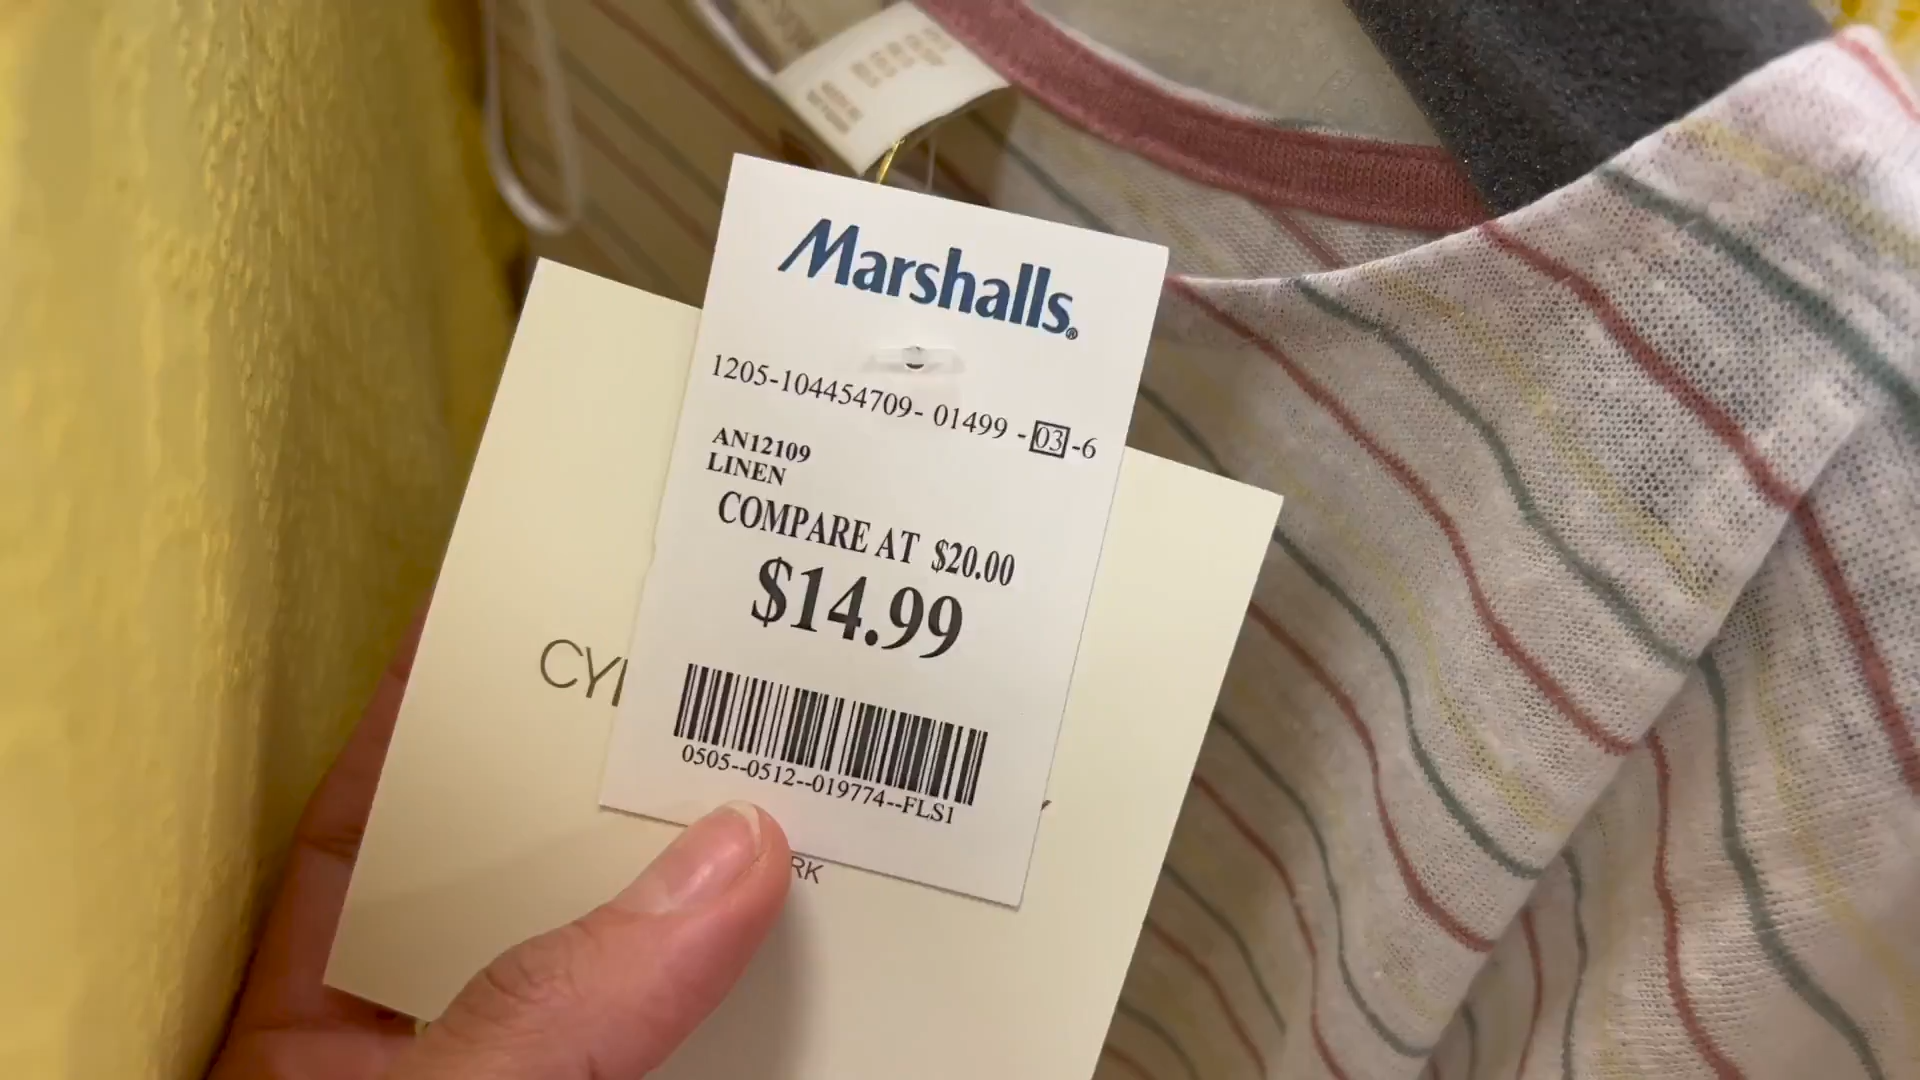 Marshalls®
1205-104454709- 01499 -03-6
AN12109
LINEN
COMPARE AT $20.00
$14.99
0505--0512--019774--FLS1
CYI
RK